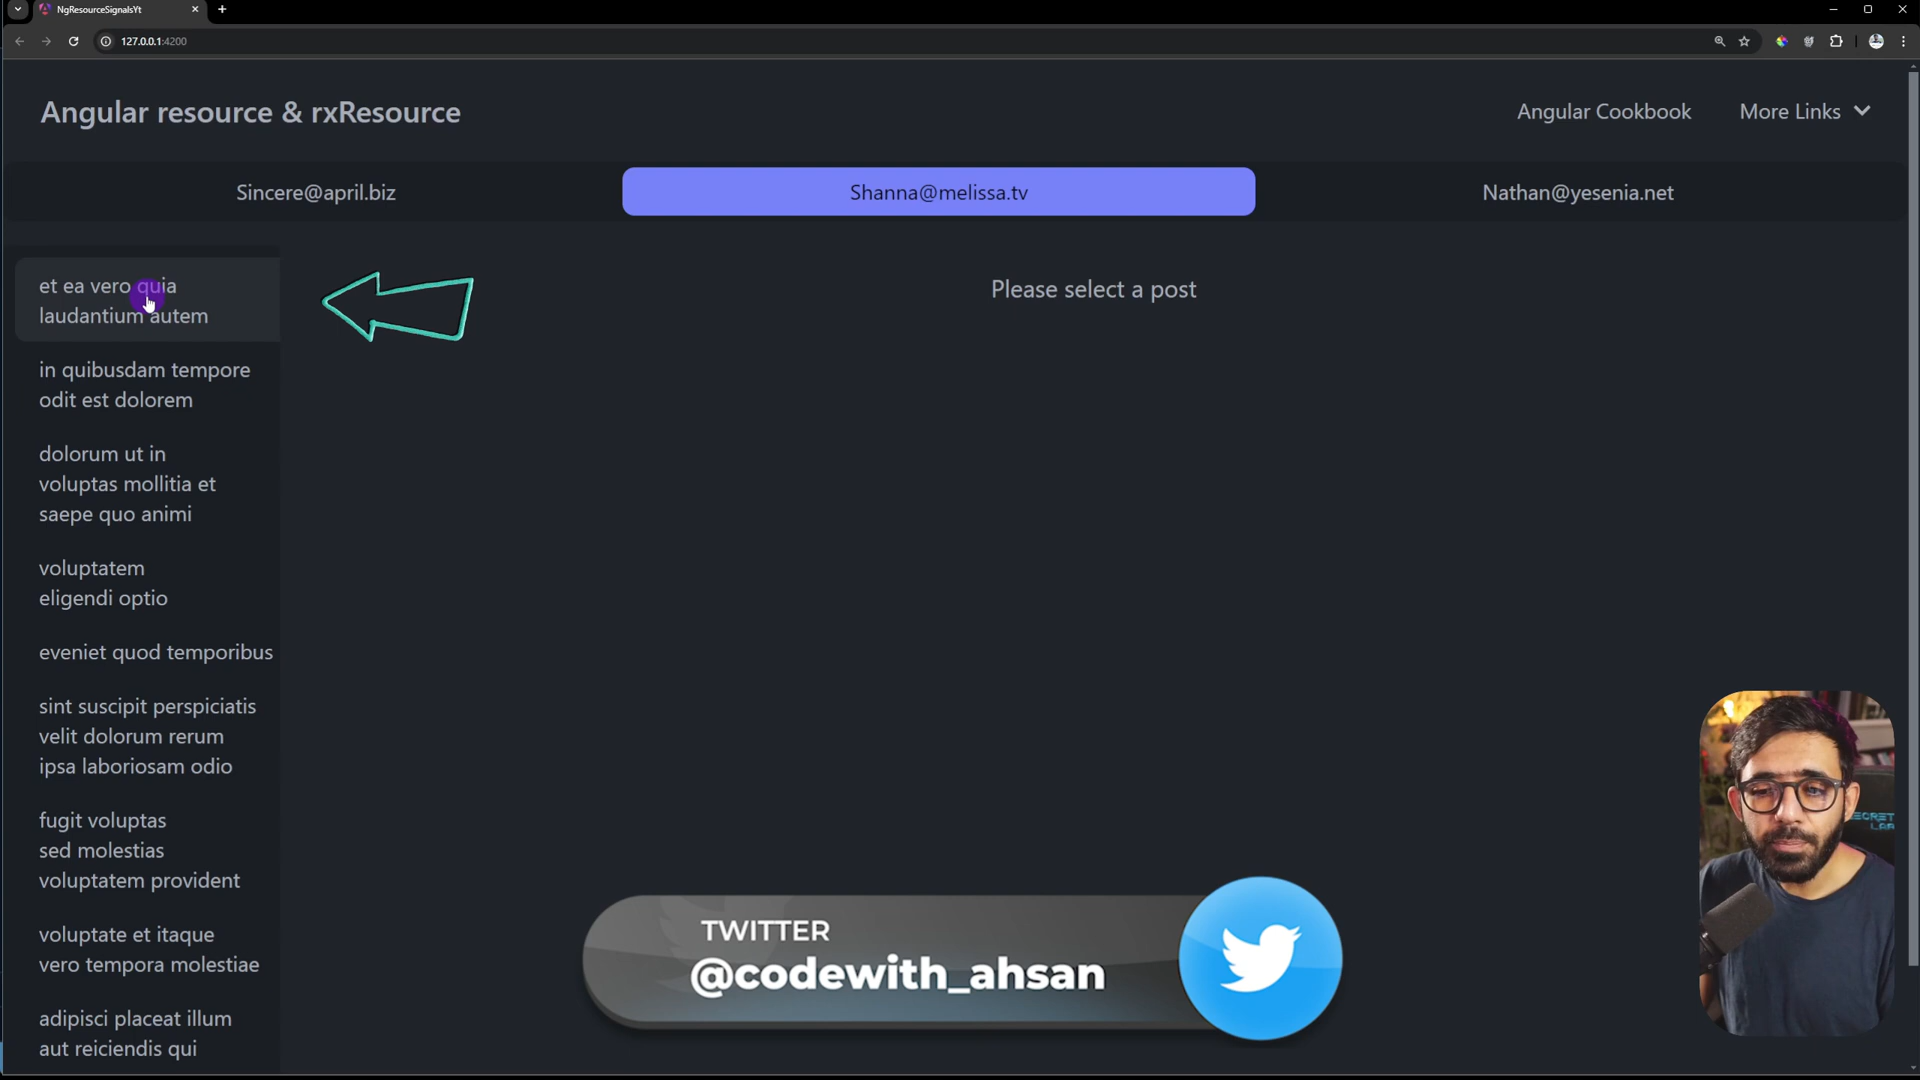 NgResourceSignalsYt
127.0.0.1:4200
Angular resource & rxResource
Angular Cookbook
More Links
Sincere@april.biz
Shanna@melissa.tv
Nathan@yesenia.net
et ea vero quia
laudantium autem
Please select a post
in quibusdam tempore
odit est dolorem
dolorum ut in
voluptas mollitia et
saepe quo animi
voluptatem
eligendi optio
eveniet quod temporibus
sint suscipit perspiciatis
velit dolorum rerum
ipsa laboriosam odio
fugit voluptas
sed molestias
voluptatem provident
voluptate et itaque
vero tempora molestiae
adipisci placeat illum
aut reiciendis qui
TWITTER
@codewith_ahsan